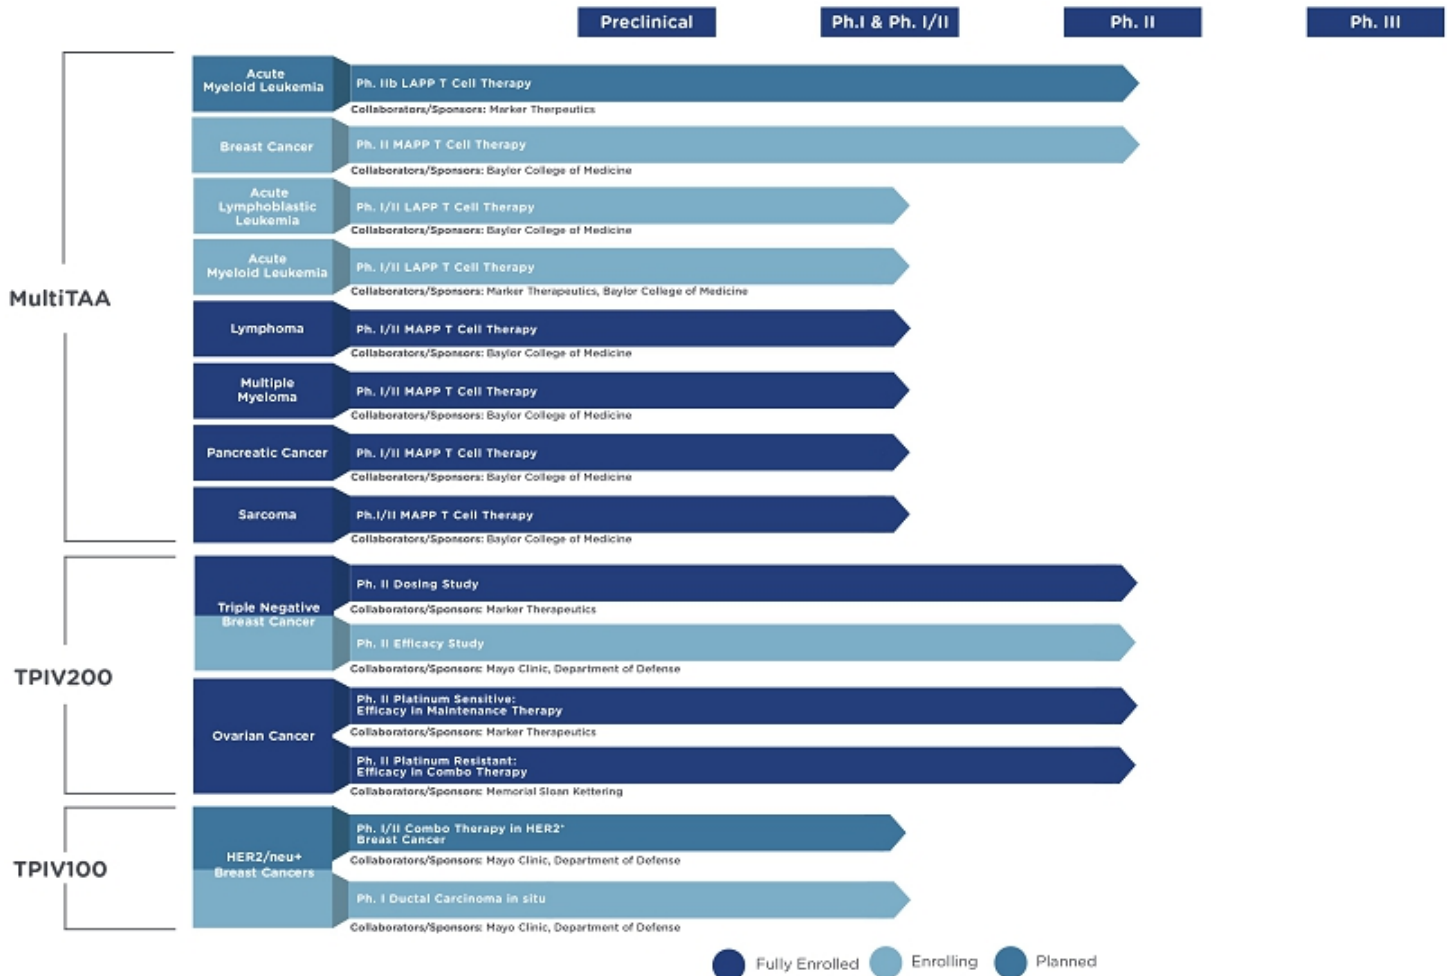 Preclinical
Ph.I & Ph. I/II
Ph. II
Ph. III
MultiTAA
Acute
Myeloid Leukemia
Ph. IIb LAPP T Cell Therapy
Collaborators/Sponsors: Marker Therpeutics
Breast Cancer
Ph. II MAPP T Cell Therapy
Collaborators/Sponsors: Baylor College of Medicine
Acute
Lymphoblastic
Leukemia
Ph. I/II LAPP T Cell Therapy
Collaborators/Sponsors: Baylor College of Medicine
Acute
Myeloid Leukemia
Ph. I/II LAPP T Cell Therapy
Collaborators/Sponsors: Marker Therapeutics, Baylor College of Medicine
Lymphoma
Ph. I/II MAPP T Cell Therapy
Collaborators/Sponsors: Baylor College of Medicine
Multiple
Myeloma
Ph. I/II MAPP T Cell Therapy
Collaborators/Sponsors: Baylor College of Medicine
Pancreatic Cancer
Ph. I/II MAPP T Cell Therapy
Collaborators/Sponsors: Baylor College of Medicine
Sarcoma
Ph.I/II MAPP T Cell Therapy
Collaborators/Sponsors: Baylor College of Medicine
TPIV200
Triple Negative
Breast Cancer
Ph. II Dosing Study
Collaborators/Sponsors: Marker Therapeutics
Ph. II Efficacy Study
Collaborators/Sponsors: Mayo Clinic, Department of Defense
Ovarian Cancer
Ph. II Platinum Sensitive:
Efficacy in Maintenance Therapy
Collaborators/Sponsors: Marker Therapeutics
Ph. II Platinum Resistant:
Efficacy in Combo Therapy
Collaborators/Sponsors: Memorial Sloan Kettering
TPIV100
HER2/neu+
Breast Cancers
Ph. I/II Combo Therapy in HER2+
Breast Cancer
Collaborators/Sponsors: Mayo Clinic, Department of Defense
Ph. I Ductal Carcinoma in situ
Collaborators/Sponsors: Mayo Clinic, Department of Defense
Fully Enrolled
Enrolling
Planned